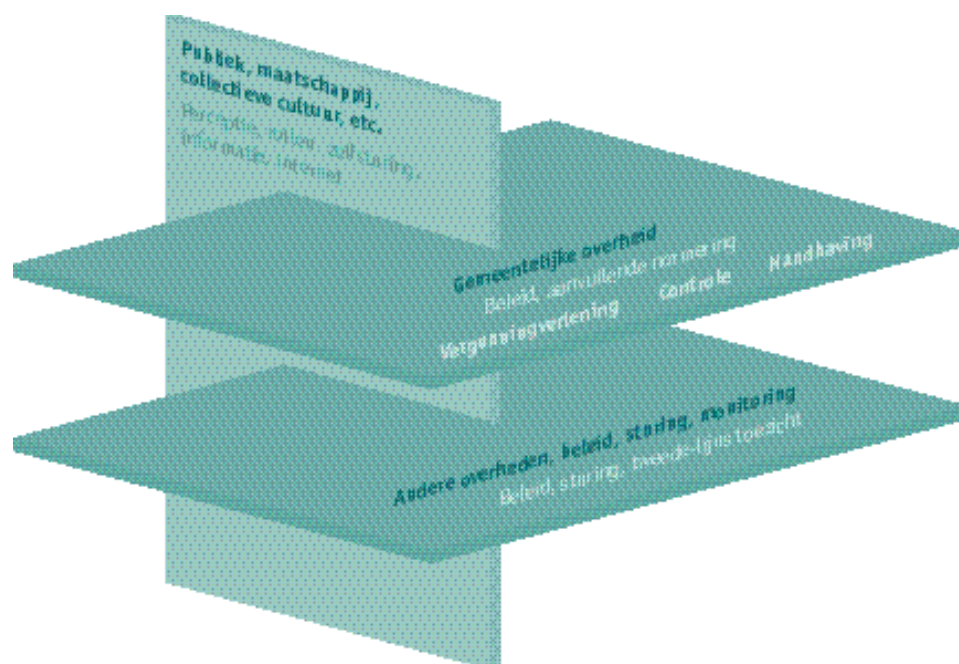 Publiek, maatschappij,
collectieve cultuur, etc.
Perceptie, rollen, zelfsturing,
informatie, internet
Gemeentelijke overheid
Beleid, aanvullende normering
Vergunningverlening Controle Handhaving
Andere overheden, beleid, sturing, monitoring
Beleid, sturing, tweede-lijns toezicht